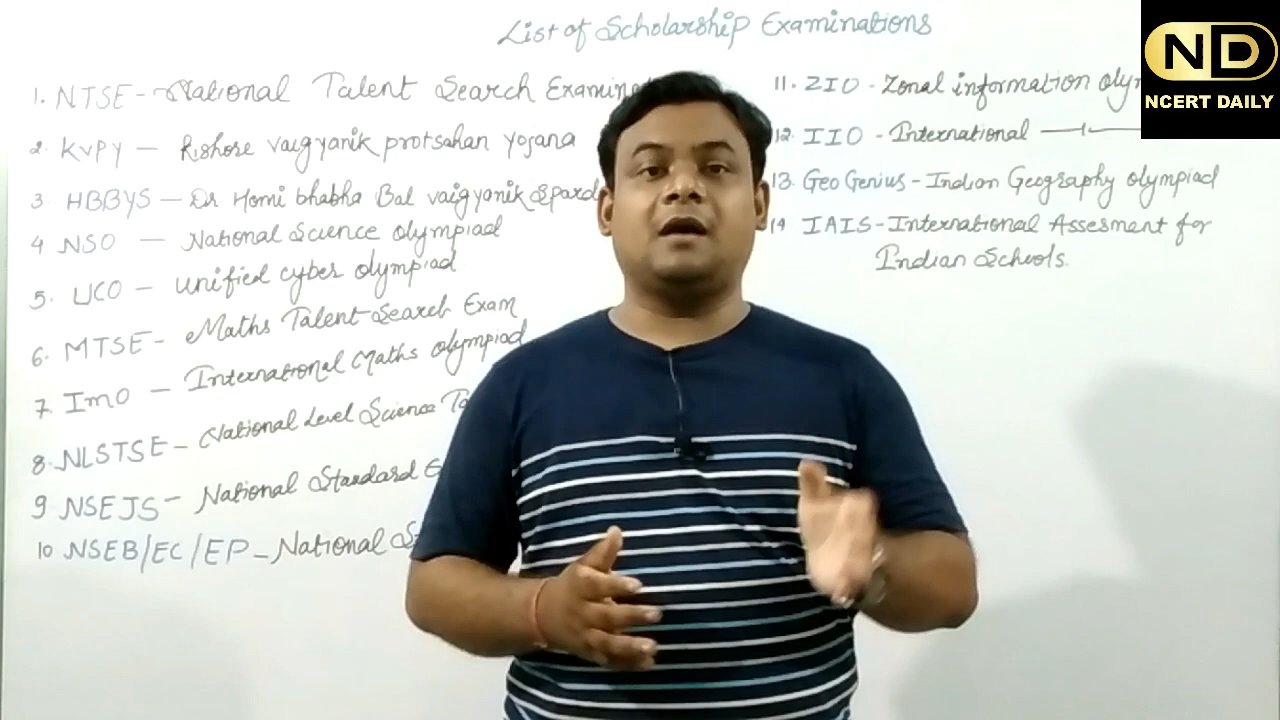 List of Scholarship Examinations
1. NTSE - National Talent Search
2. KVPY - Kishore vaigyanik protsahan yojana
3. HBBYS - Dr Homi bhabha Bal vaigyanik
4 NSO - National Science olympiad
5. UCO - unified cyber olympiad
6. MTSE - Maths Talent Search Exam
7. ImO - International Maths olympiad
8. NLSTSE - National Level Science
9 NSEJS - National Standard
10 NSEB/EC/EP - National
11. ZIO - Zonal information
12. IIO - International
13. Geo Genius - Indian Geography olympiad
14 IAIS - International Assesment for
Indian Schools.
ND
NCERT DAILY